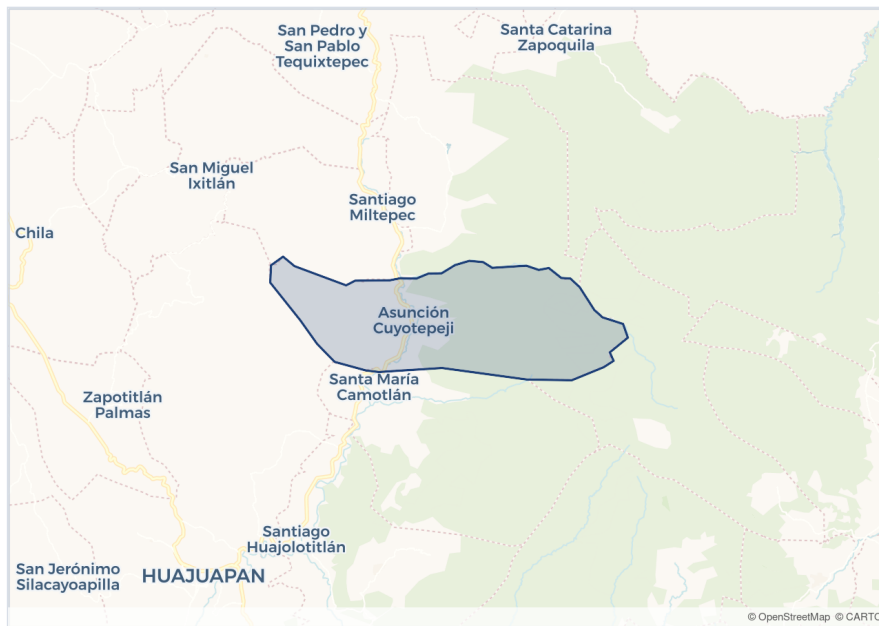 San Pedro y
San Pablo
Tequixtepec
Santa Catarina
Zapoquila
San Miguel
Ixitlán
Santiago
Miltepec
Chila
Asunción
Cuyotepeji
Santa María
Camotlán
Zapotitlán
Palmas
Santiago
Huajolotitlán
San Jerónimo
Silacayoapilla
HUAJUAPAN
© OpenStreetMap © CARTO